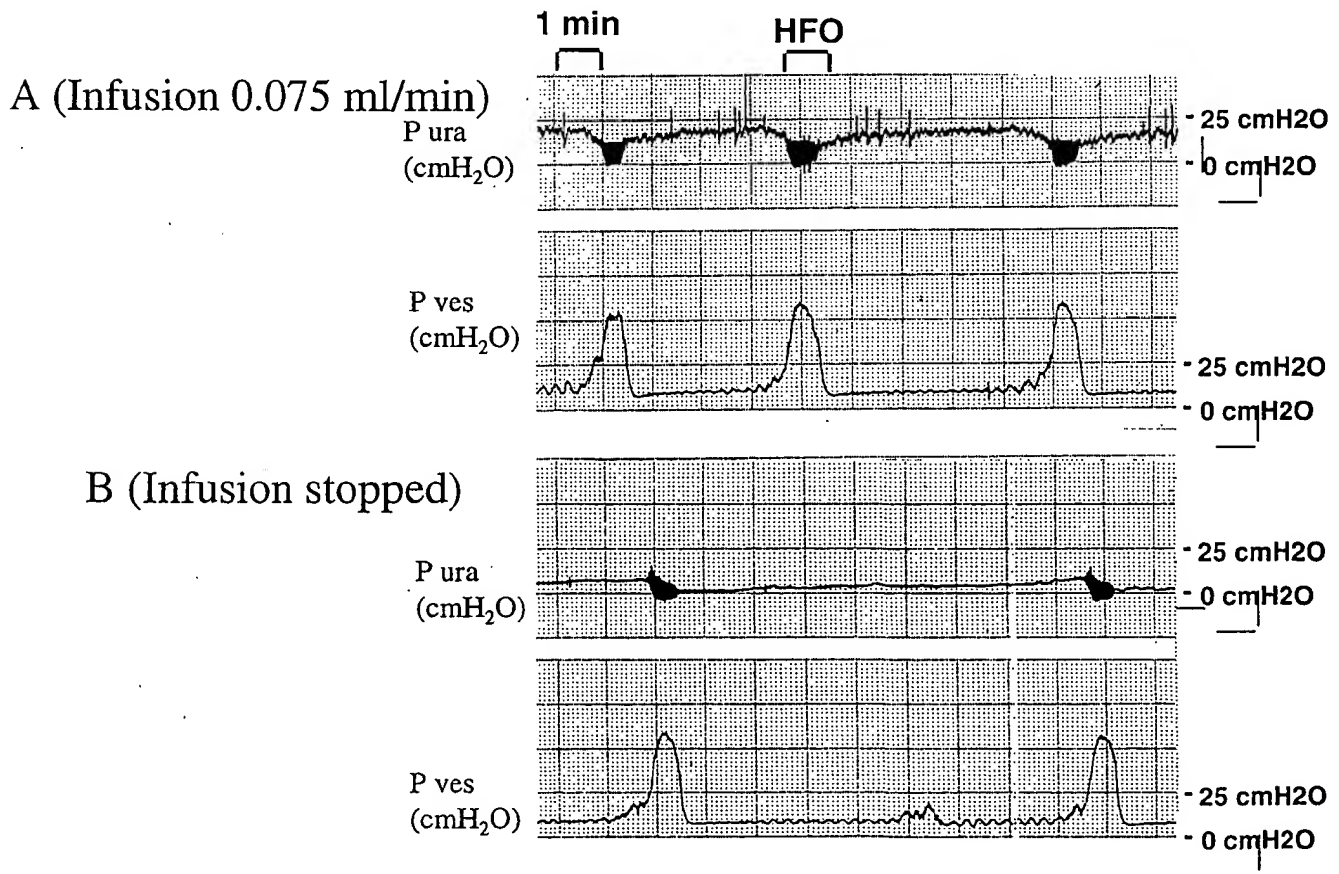 1 min
HFO
A (Infusion 0.075 ml/min)
P ura
(cmH₂O)
- 25 cmH2O
- 0 cmH2O
P ves
(cmH₂O)
- 25 cmH2O
- 0 cmH2O
B (Infusion stopped)
P ura
(cmH₂O)
- 25 cmH2O
- 0 cmH2O
P ves
(cmH₂O)
- 25 cmH2O
- 0 cmH2O